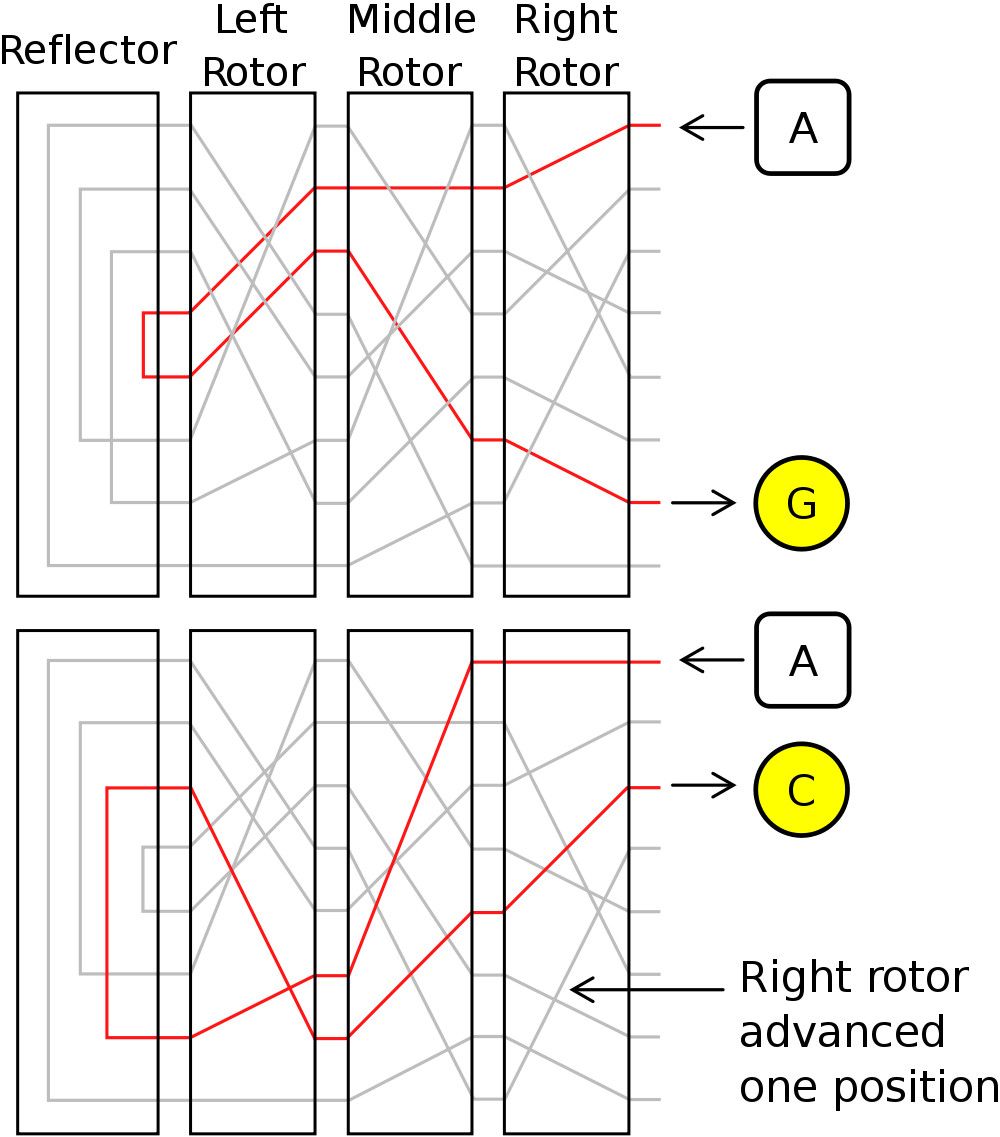 Reflector
Left
Rotor
Middle
Rotor
Right
Rotor
A
G
A
C
Right rotor
advanced
one position